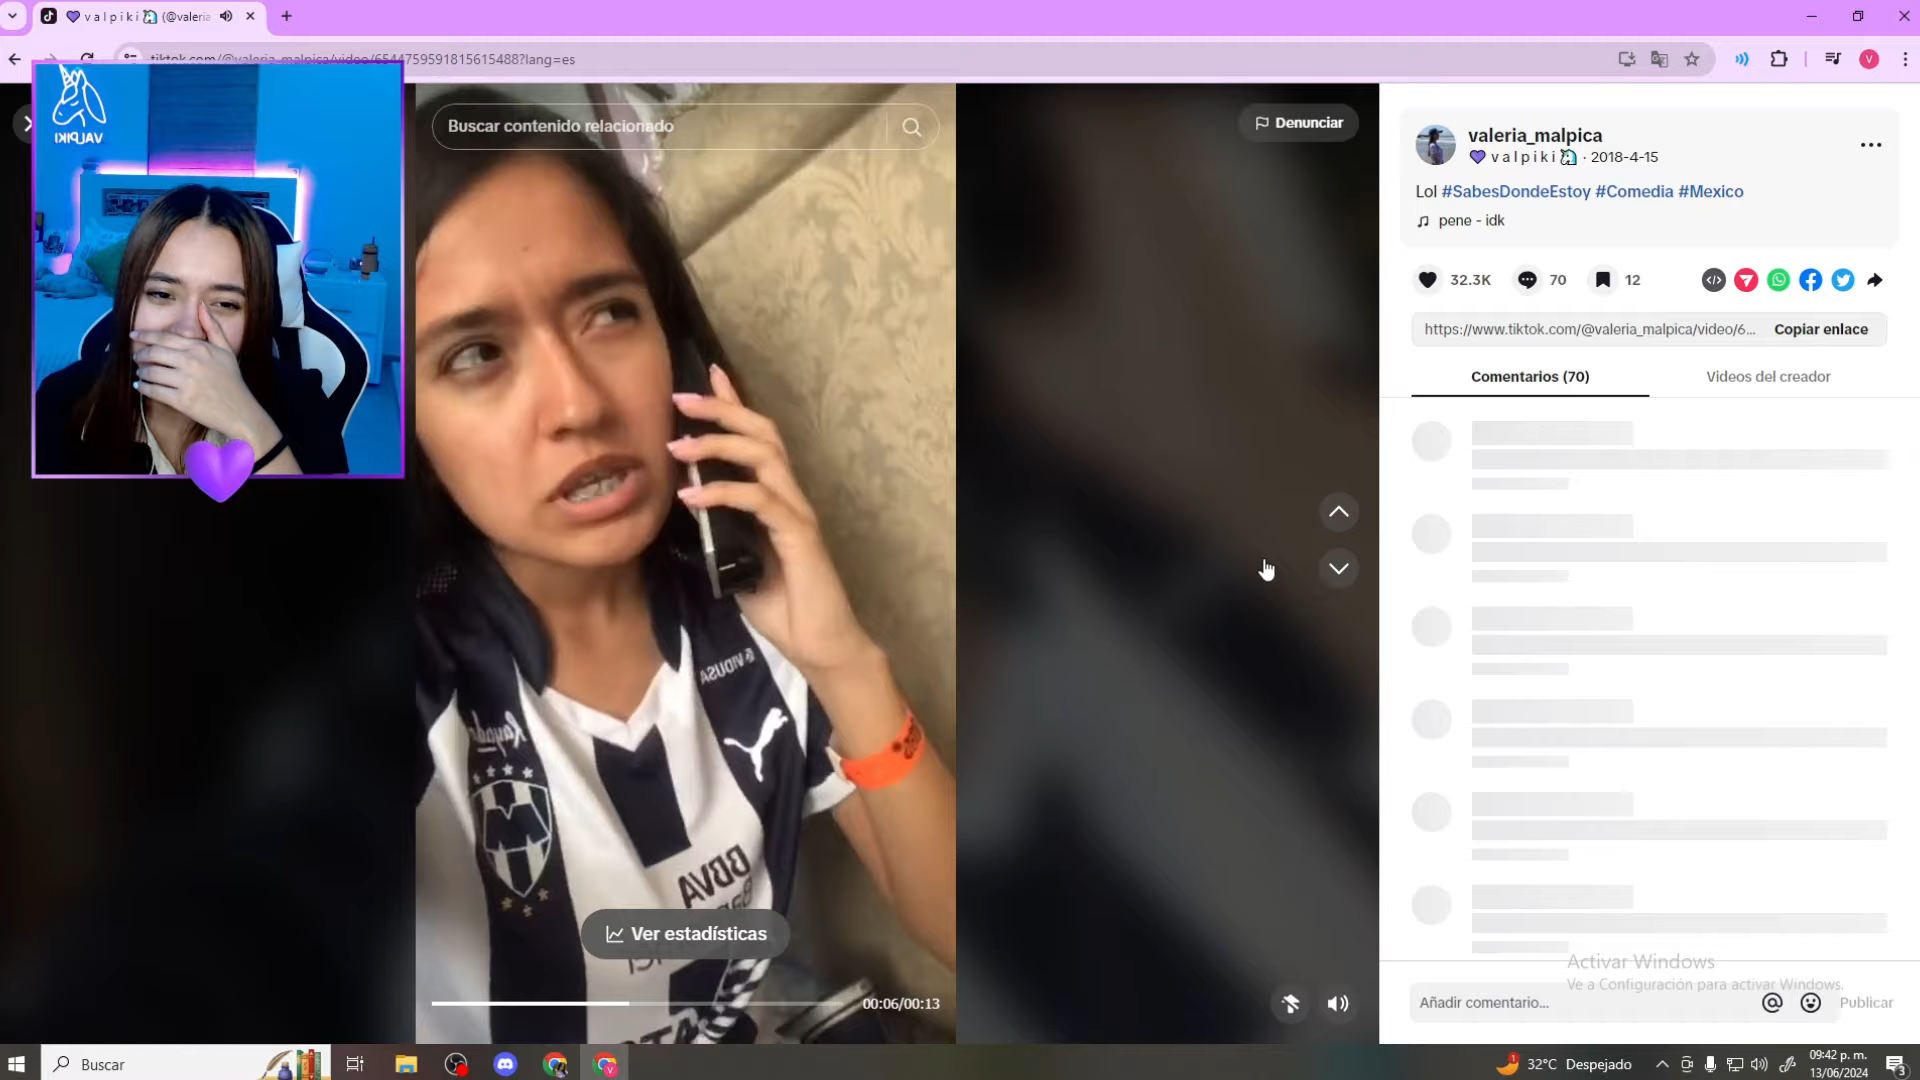 v a l p i k i (@valeria
tiktok.com/@valeria_malpica/video/6544759591815615488?lang=es
VALPIKI
Buscar contenido relacionado
Denunciar
VIDUSA
BBVA
Ver estadísticas
00:06/00:13
valeria_malpica
v a l p i k i · 2018-4-15
Lol #SabesDondeEstoy #Comedia #Mexico
pene - idk
32.3K
70
12
https://www.tiktok.com/@valeria_malpica/video/6...
Copiar enlace
Comentarios (70)
Videos del creador
Activar Windows
Ve a Configuración para activar Windows.
Añadir comentario...
Publicar
Buscar
32°C Despejado
09:42 p. m.
13/06/2024
3